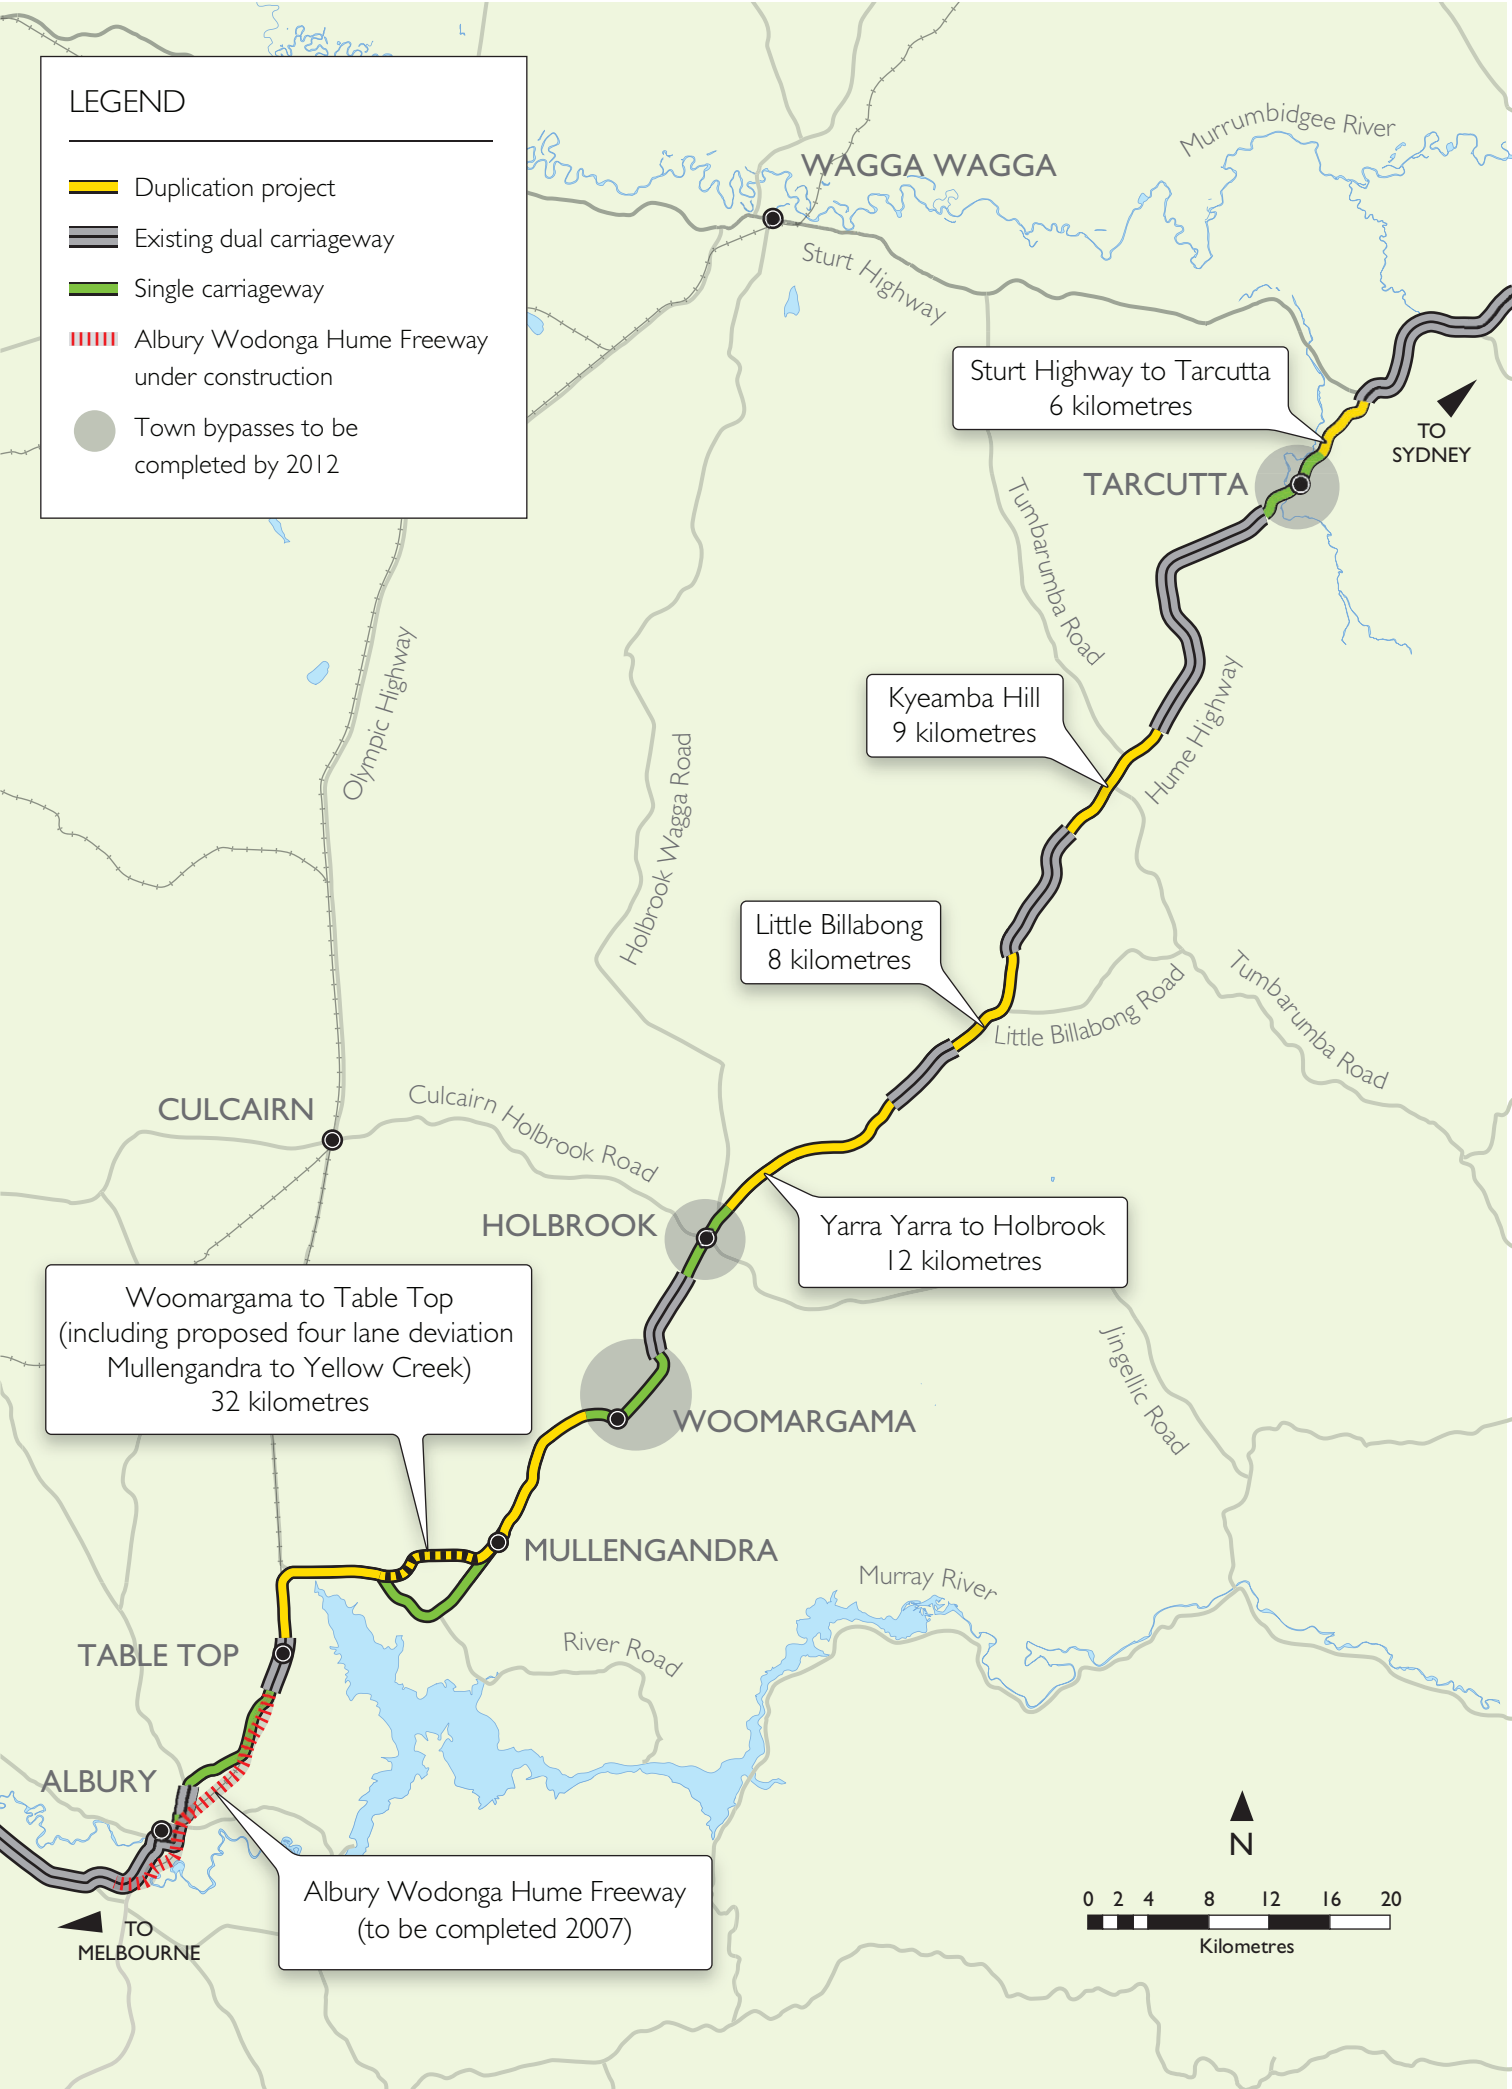 LEGEND
Duplication project
Existing dual carriageway
Single carriageway
Albury Wodonga Hume Freeway
under construction
Town bypasses to be
completed by 2012
Murrumbidgee River
WAGGA WAGGA
Sturt Highway
Sturt Highway to Tarcutta
6 kilometres
TO
SYDNEY
TARCUTTA
Tumbarumba Road
Olympic Highway
Kyeamba Hill
9 kilometres
Hume Highway
Holbrook Wagga Road
Little Billabong
8 kilometres
Little Billabong Road
Tumbarumba Road
CULCAIRN
Culcairn Holbrook Road
HOLBROOK
Yarra Yarra to Holbrook
12 kilometres
Woomargama to Table Top
(including proposed four lane deviation
Mullengandra to Yellow Creek)
32 kilometres
Jingellic Road
WOOMARGAMA
MULLENGANDRA
Murray River
River Road
TABLE TOP
ALBURY
Albury Wodonga Hume Freeway
(to be completed 2007)
TO
MELBOURNE
N
0 2 4 8 12 16 20
Kilometres